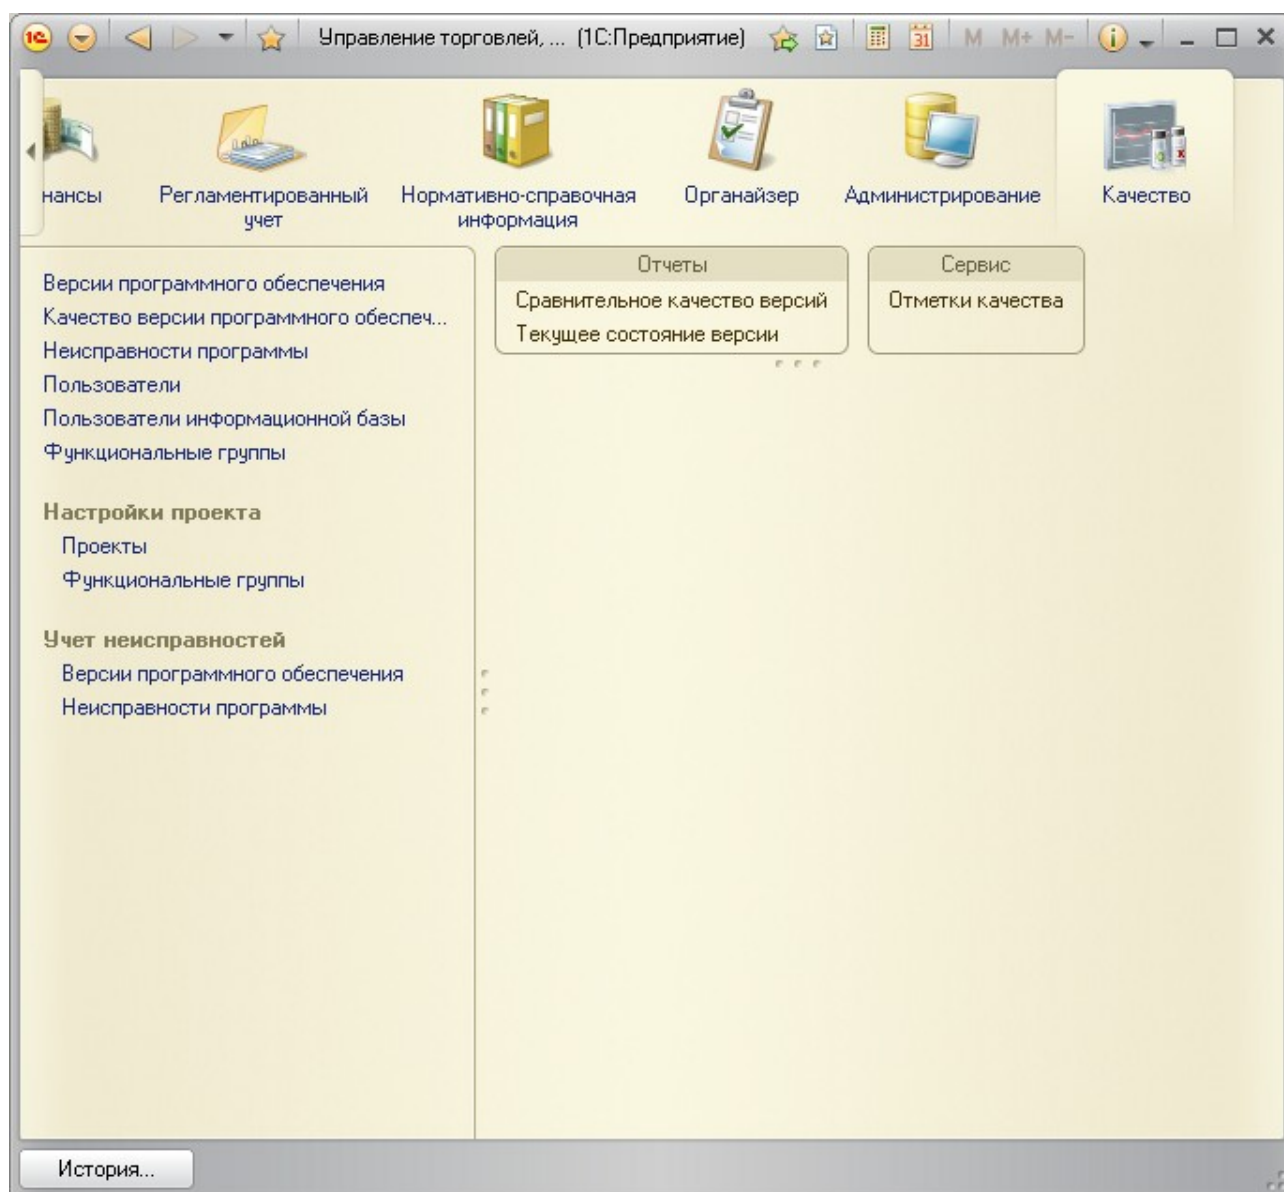 1С
Управление торговлей, ... (1С:Предприятие)
31
M M+ M-
i
нансы
Регламентированный
учет
Нормативно-справочная
информация
Органайзер
Администрирование
Качество
Версии программного обеспечения
Качество версии программного обеспеч...
Неисправности программы
Пользователи
Пользователи информационной базы
Функциональные группы
Настройки проекта
Проекты
Функциональные группы
Учет неисправностей
Версии программного обеспечения
Неисправности программы
Отчеты
Сравнительное качество версий
Текущее состояние версии
Сервис
Отметки качества
История...